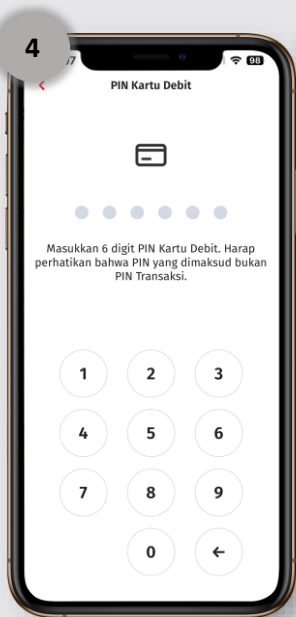 4
98
PIN Kartu Debit
Masukkan 6 digit PIN Kartu Debit. Harap
perhatikan bahwa PIN yang dimaksud bukan
PIN Transaksi.
1 2 3
4 5 6
7 8 9
0